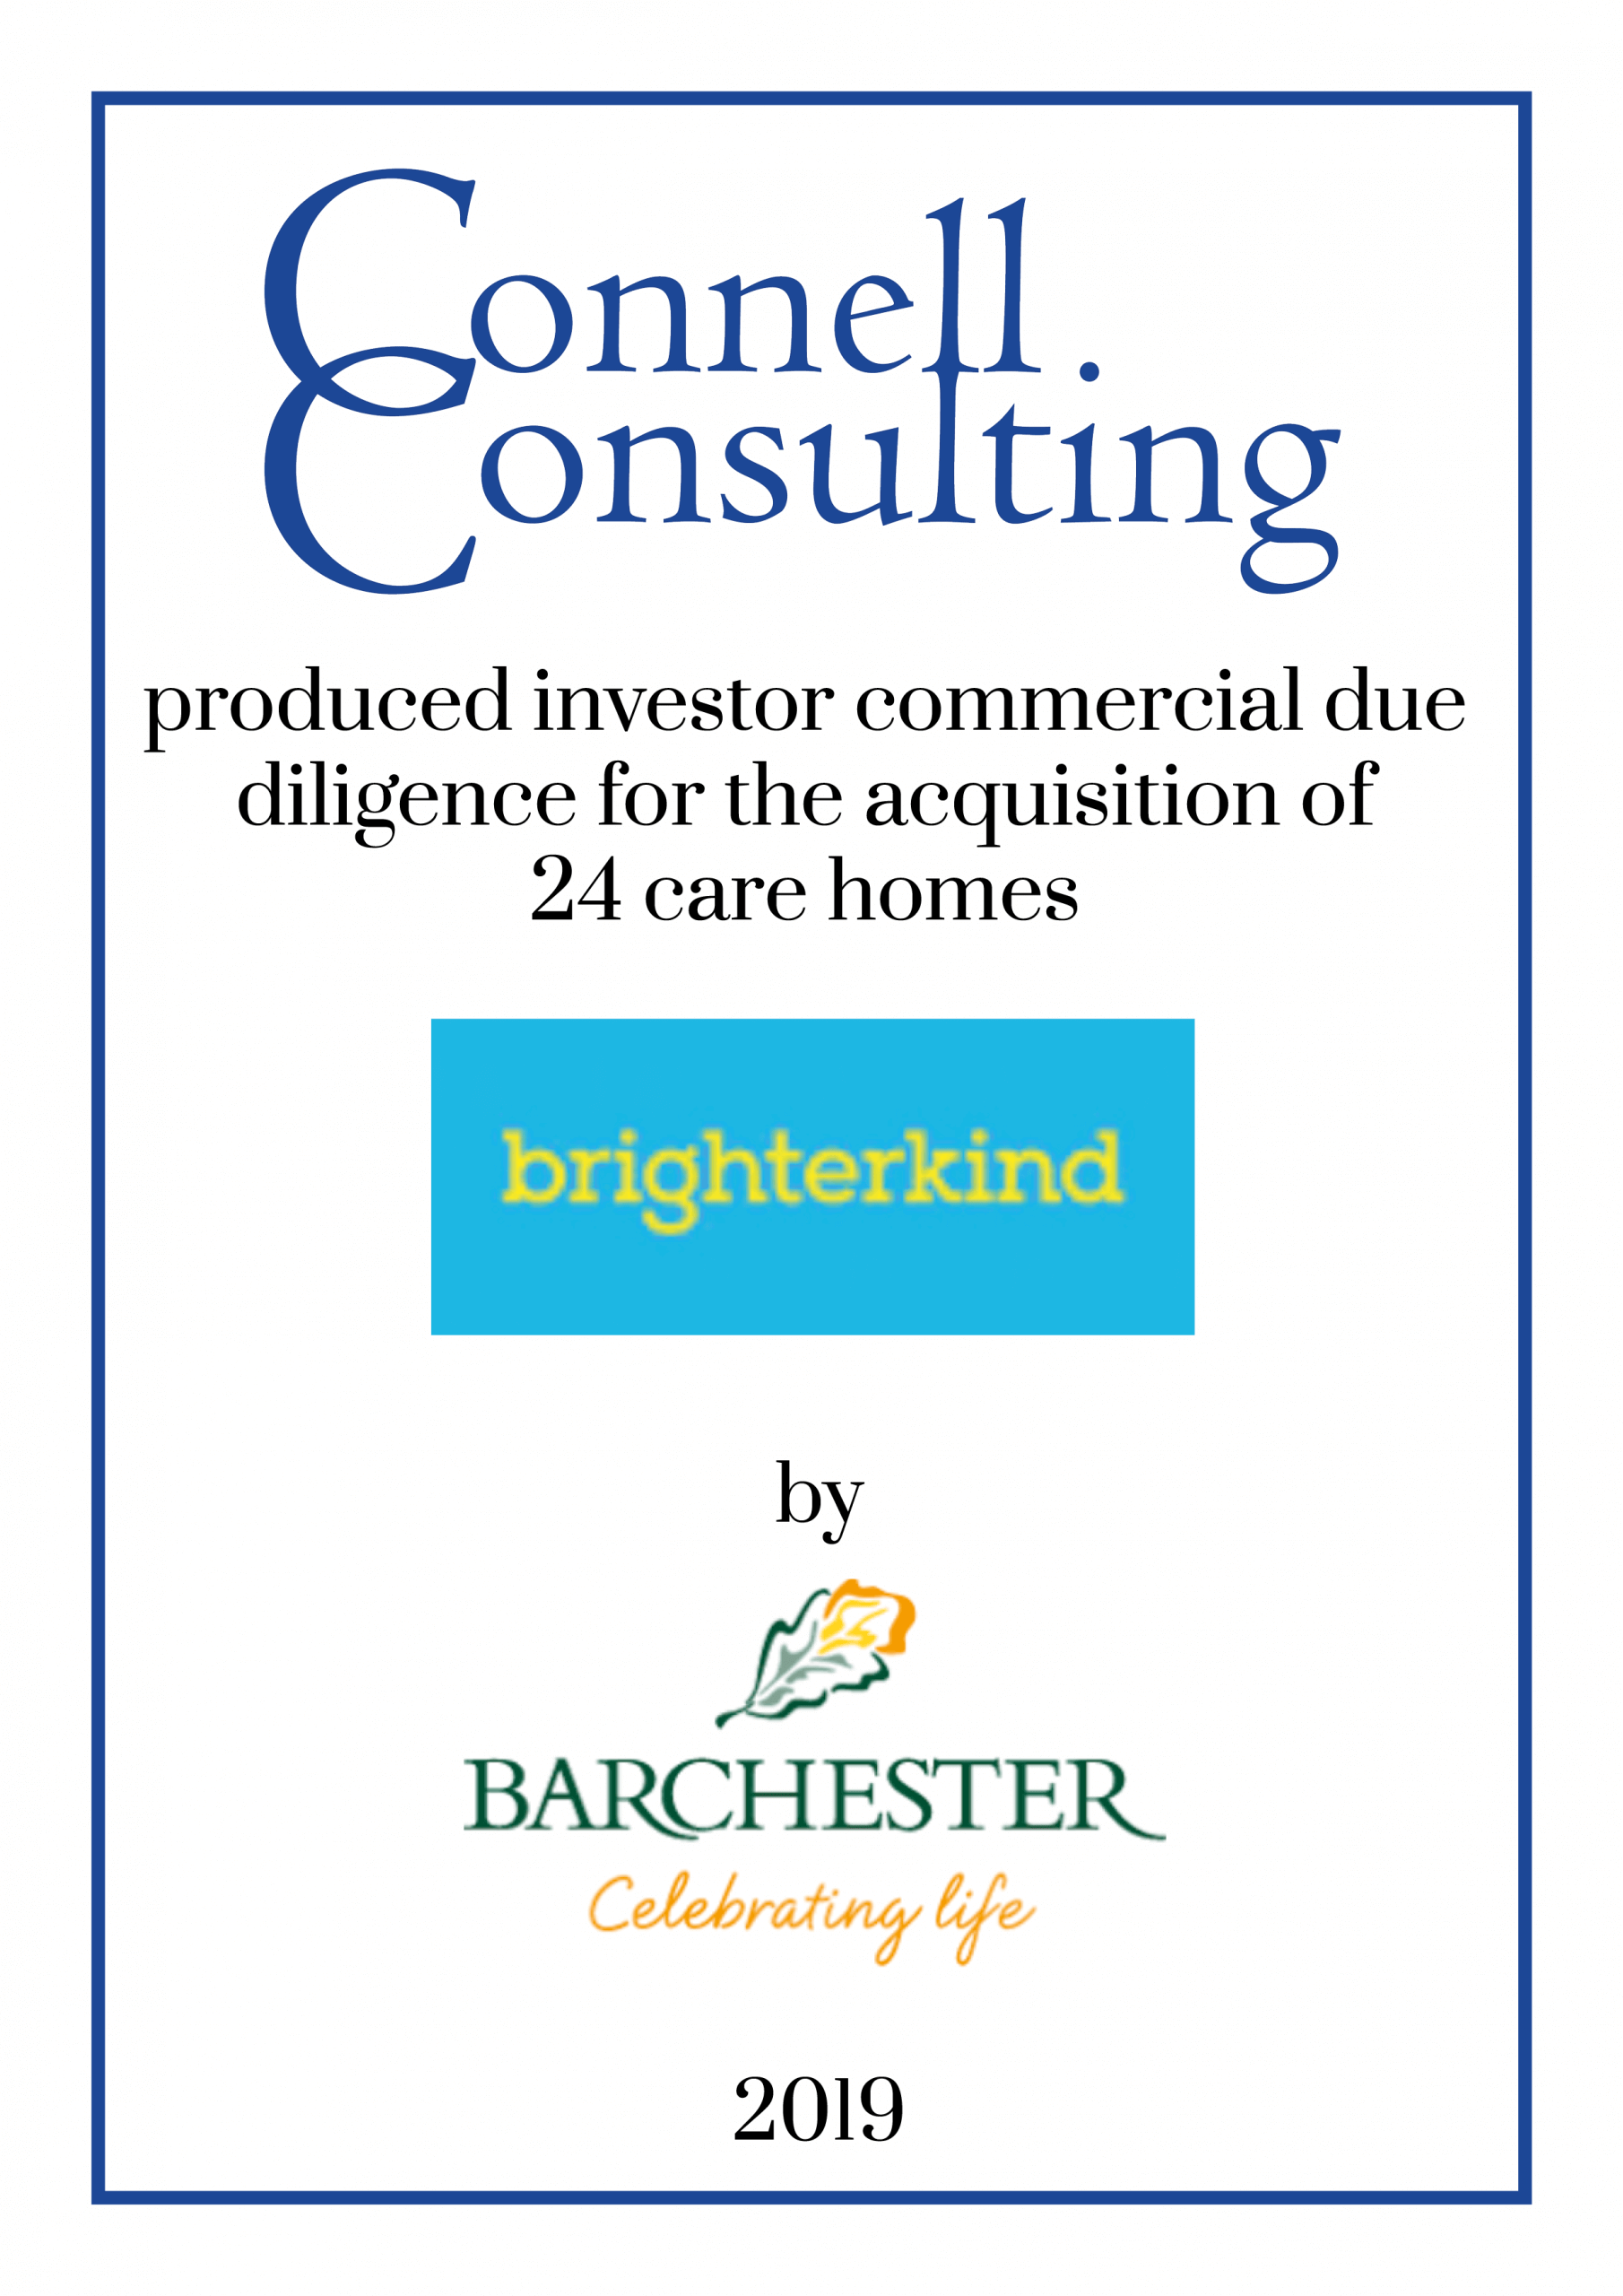 Connell
Consulting
produced investor commercial due
diligence for the acquisition of
24 care homes
brighterkind
by
BARCHESTER
Celebrating life
2019